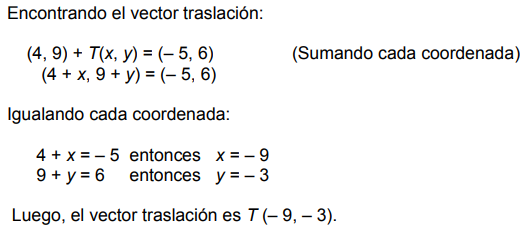 Encontrando el vector traslación:
(4, 9) + T(x, y) = (– 5, 6) (Sumando cada coordenada)
(4 + x, 9 + y) = (– 5, 6)
Igualando cada coordenada:
4 + x = – 5 entonces x = – 9
9 + y = 6 entonces y = – 3
Luego, el vector traslación es T (– 9, – 3).